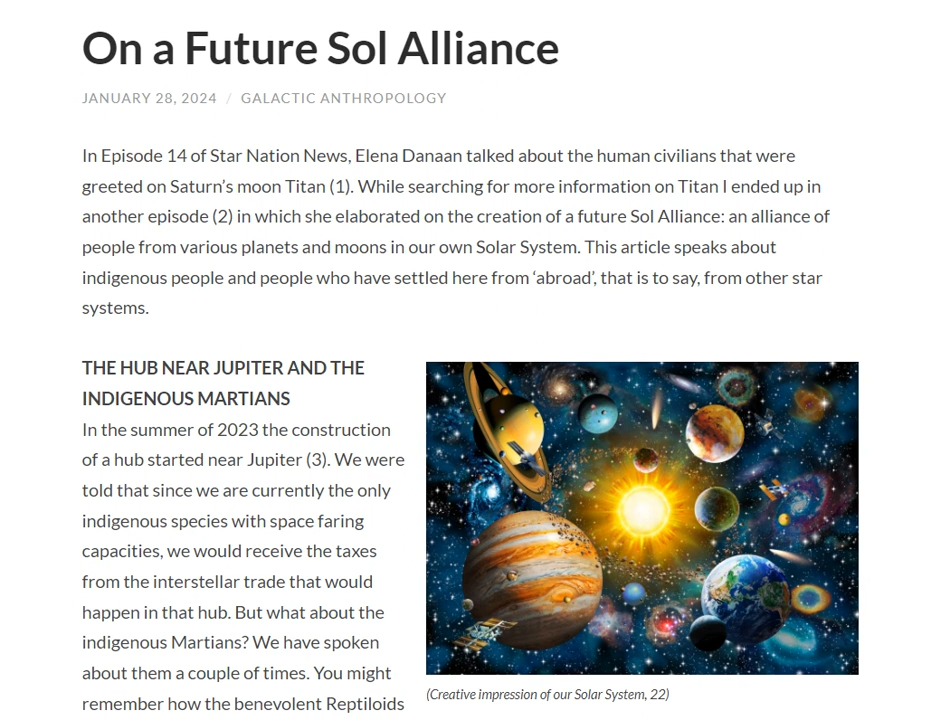 On a Future Sol Alliance
JANUARY 28, 2024 / GALACTIC ANTHROPOLOGY
In Episode 14 of Star Nation News, Elena Danaan talked about the human civilians that were
greeted on Saturn’s moon Titan (1). While searching for more information on Titan I ended up in
another episode (2) in which she elaborated on the creation of a future Sol Alliance: an alliance of
people from various planets and moons in our own Solar System. This article speaks about
indigenous people and people who have settled here from ‘abroad’, that is to say, from other star
systems.
THE HUB NEAR JUPITER AND THE
INDIGENOUS MARTIANS
In the summer of 2023 the construction
of a hub started near Jupiter (3). We were
told that since we are currently the only
indigenous species with space faring
capacities, we would receive the taxes
from the interstellar trade that would
happen in that hub. But what about the
indigenous Martians? We have spoken
about them a couple of times. You might
remember how the benevolent Reptiloids
(Creative impression of our Solar System, 22)